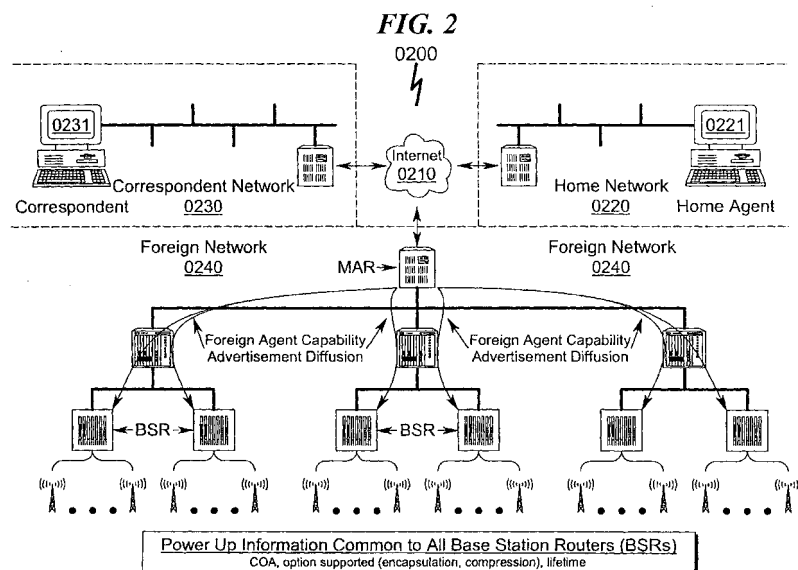 FIG. 2
0200
0231
Correspondent
Correspondent Network
0230
Internet
0210
Home Network
0220
0221
Home Agent
Foreign Network
0240
MAR
Foreign Network
0240
Foreign Agent Capability
Advertisement Diffusion
Foreign Agent Capability
Advertisement Diffusion
BSR
BSR
Power Up Information Common to All Base Station Routers (BSRs)
COA, option supported (encapsulation, compression), lifetime